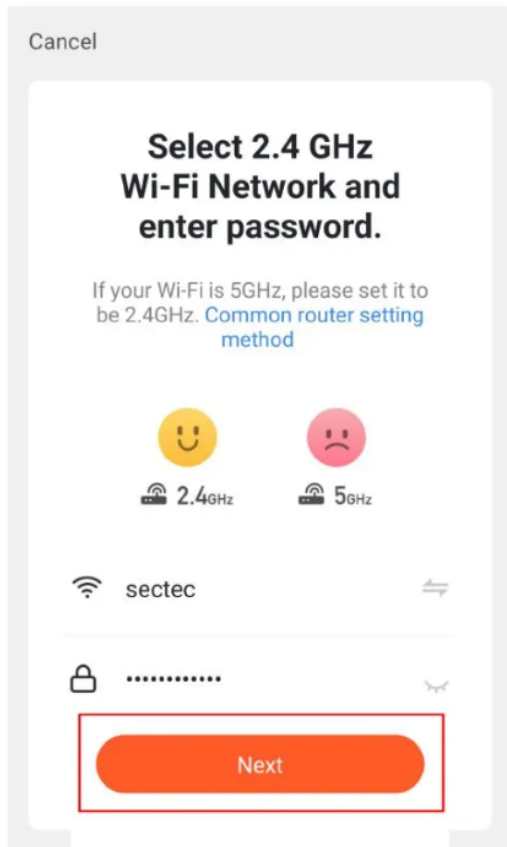 Cancel
Select 2.4 GHz
Wi-Fi Network and
enter password.
If your Wi-Fi is 5GHz, please set it to
be 2.4GHz. Common router setting
method
2.4GHz 5GHz
sectec
••••••••••••
Next